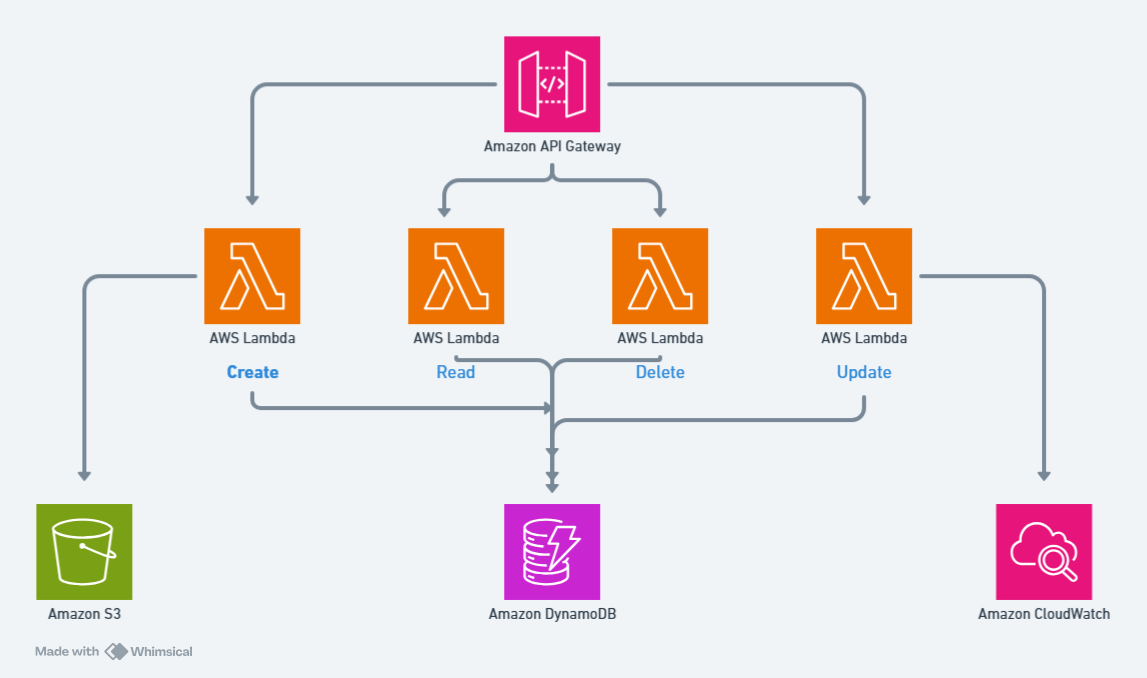 </>
Amazon API Gateway
AWS Lambda
AWS Lambda
AWS Lambda
AWS Lambda
Create
Read
Delete
Update
Amazon S3
Amazon DynamoDB
Amazon CloudWatch
Made with Whimsical